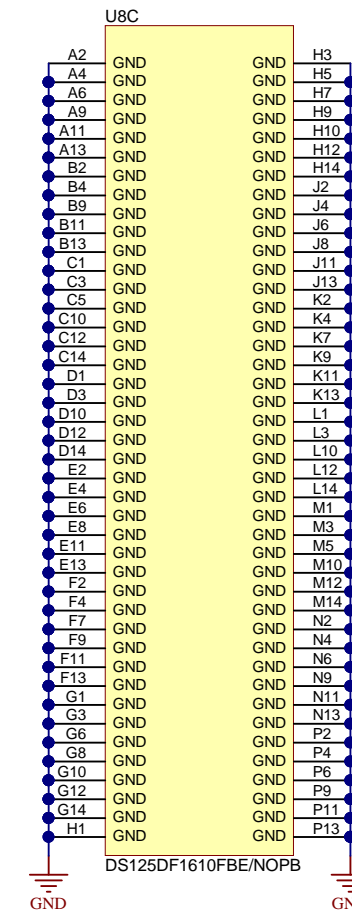 U8C
A2 GND GND H3
A4 GND GND H5
A6 GND GND H7
A9 GND GND H9
A11 GND GND H10
A13 GND GND H12
B2 GND GND H14
B4 GND GND J2
B9 GND GND J4
B11 GND GND J6
B13 GND GND J8
C1 GND GND J11
C3 GND GND J13
C5 GND GND K2
C10 GND GND K4
C12 GND GND K7
C14 GND GND K9
D1 GND GND K11
D3 GND GND K13
D10 GND GND L1
D12 GND GND L3
D14 GND GND L10
E2 GND GND L12
E4 GND GND L14
E6 GND GND M1
E8 GND GND M3
E11 GND GND M5
E13 GND GND M10
F2 GND GND M12
F4 GND GND M14
F7 GND GND N2
F9 GND GND N4
F11 GND GND N6
F13 GND GND N9
G1 GND GND N11
G3 GND GND N13
G6 GND GND P2
G8 GND GND P4
G10 GND GND P6
G12 GND GND P9
G14 GND GND P11
H1 GND GND P13
DS125DF1610FBE/NOPB
GND